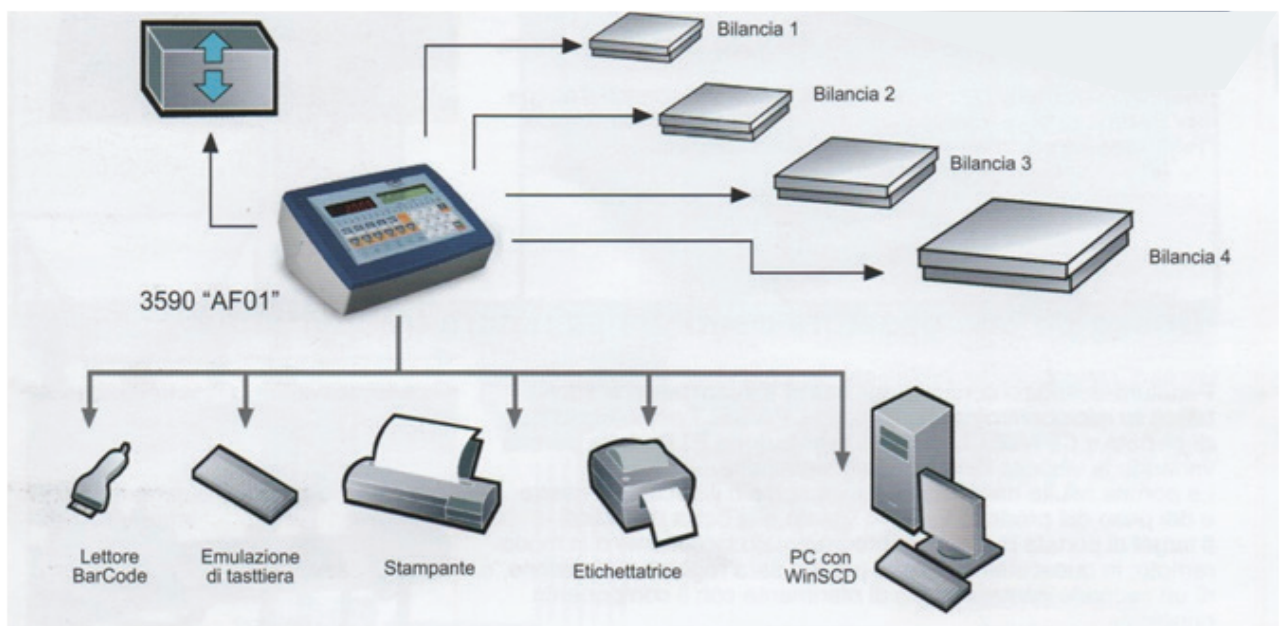 Bilancia 1
Bilancia 2
Bilancia 3
Bilancia 4
3590 “AF01”
Lettore
BarCode
Emulazione
di tasttiera
Stampante
Etichettatrice
PC con
WinSCD